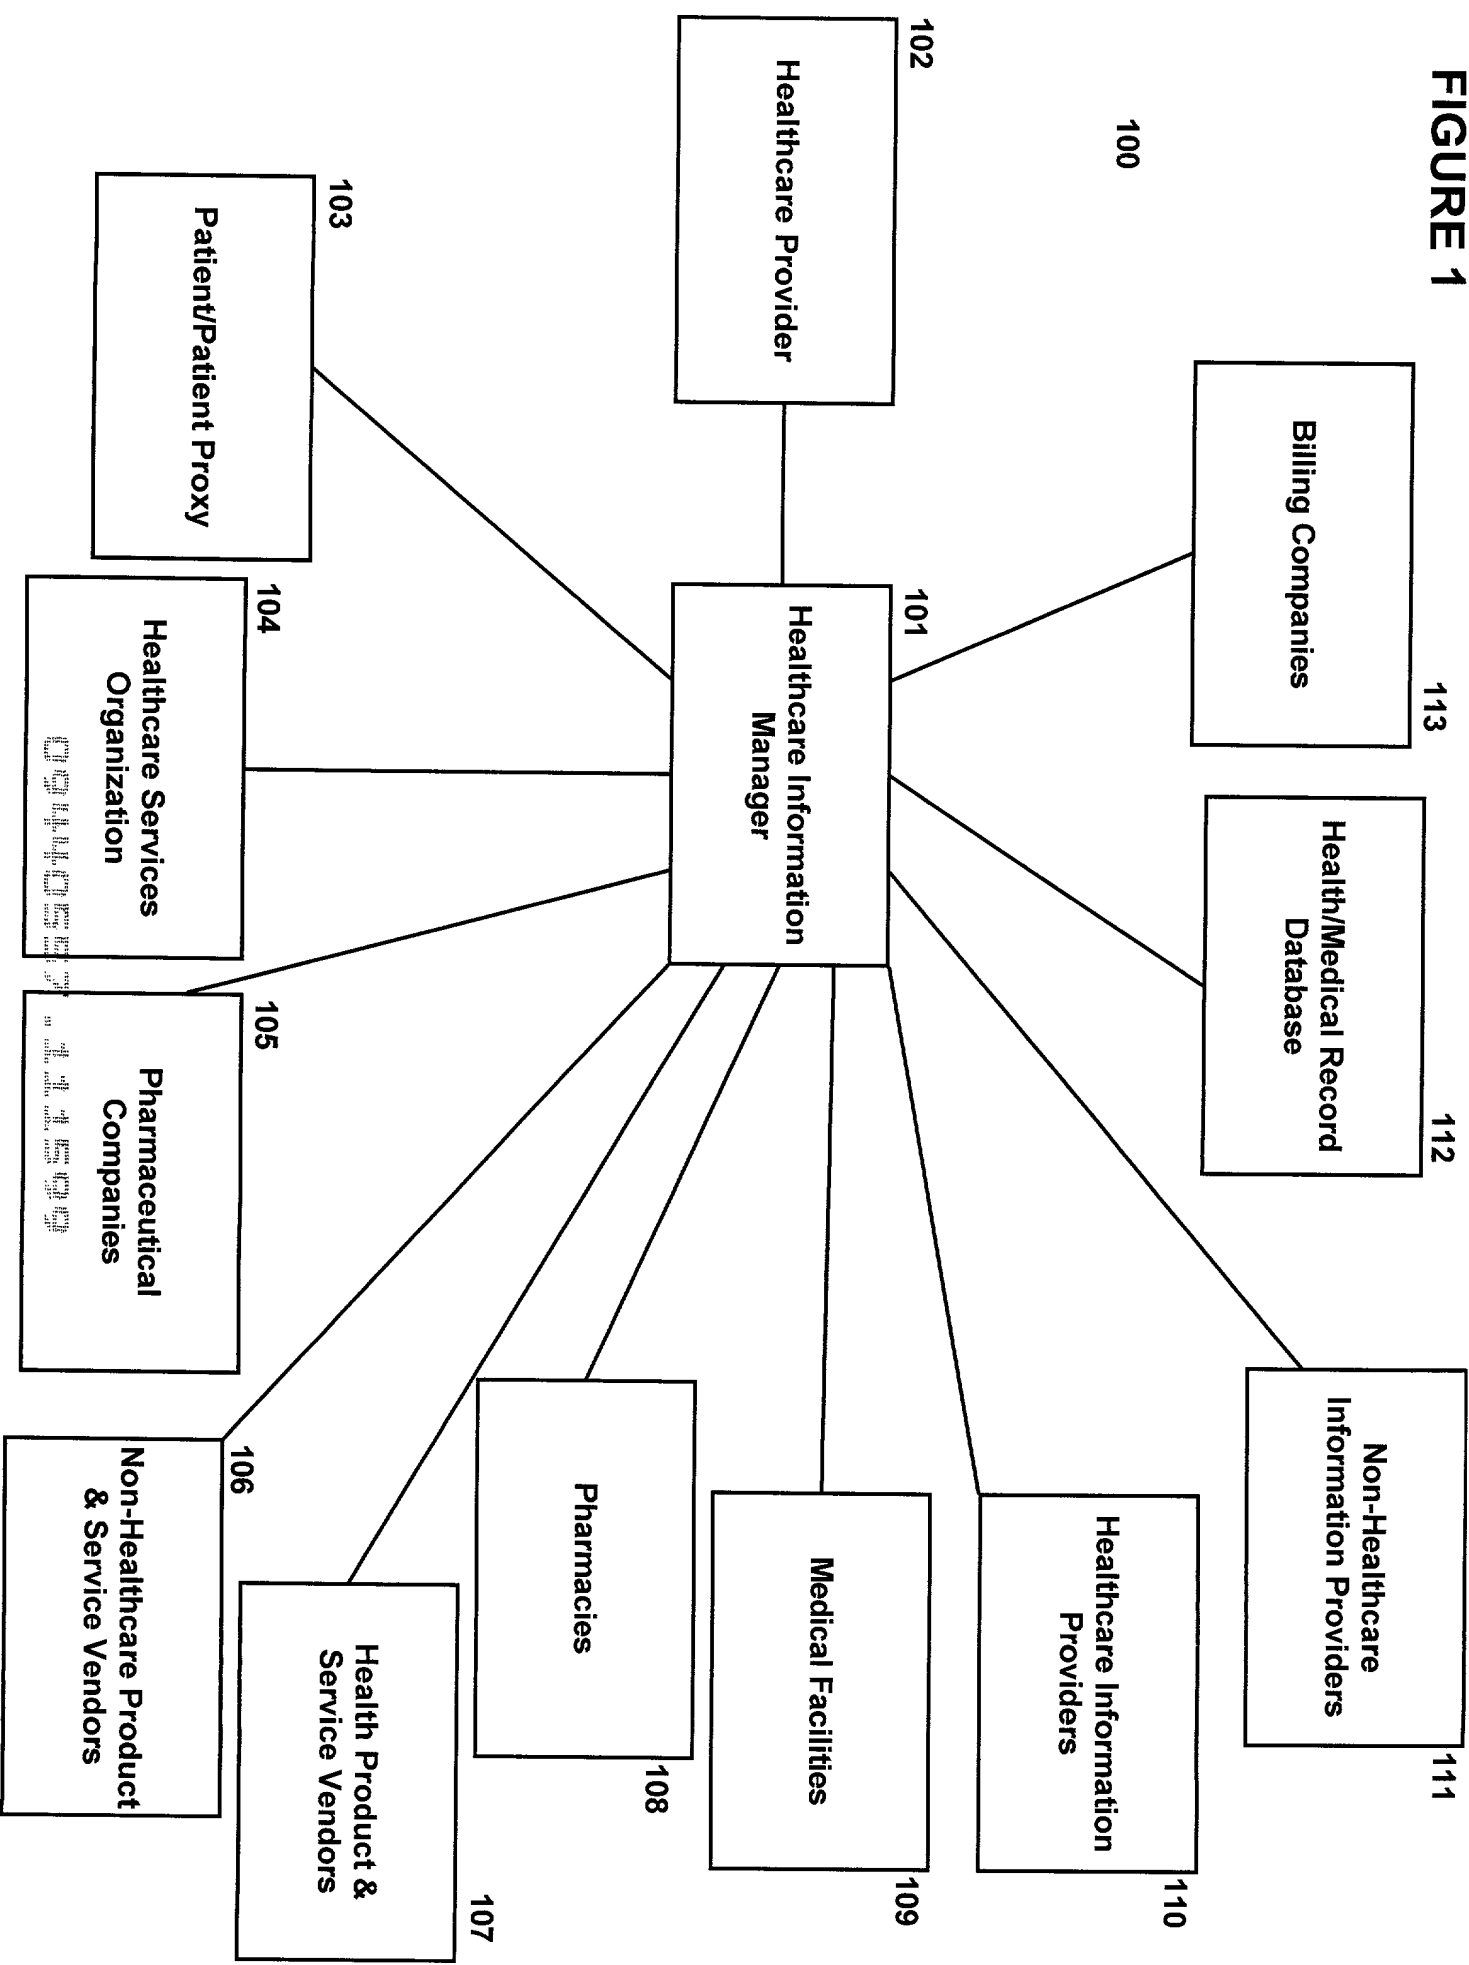 FIGURE 1
100
113
Billing Companies
112
Health/Medical Record
Database
111
Non-Healthcare
Information Providers
110
Healthcare Information
Providers
102
Healthcare Provider
101
Healthcare Information
Manager
109
Medical Facilities
108
Pharmacies
107
Health Product &
Service Vendors
103
Patient/Patient Proxy
104
Healthcare Services
Organization
105
Pharmaceutical
Companies
106
Non-Healthcare Product
& Service Vendors